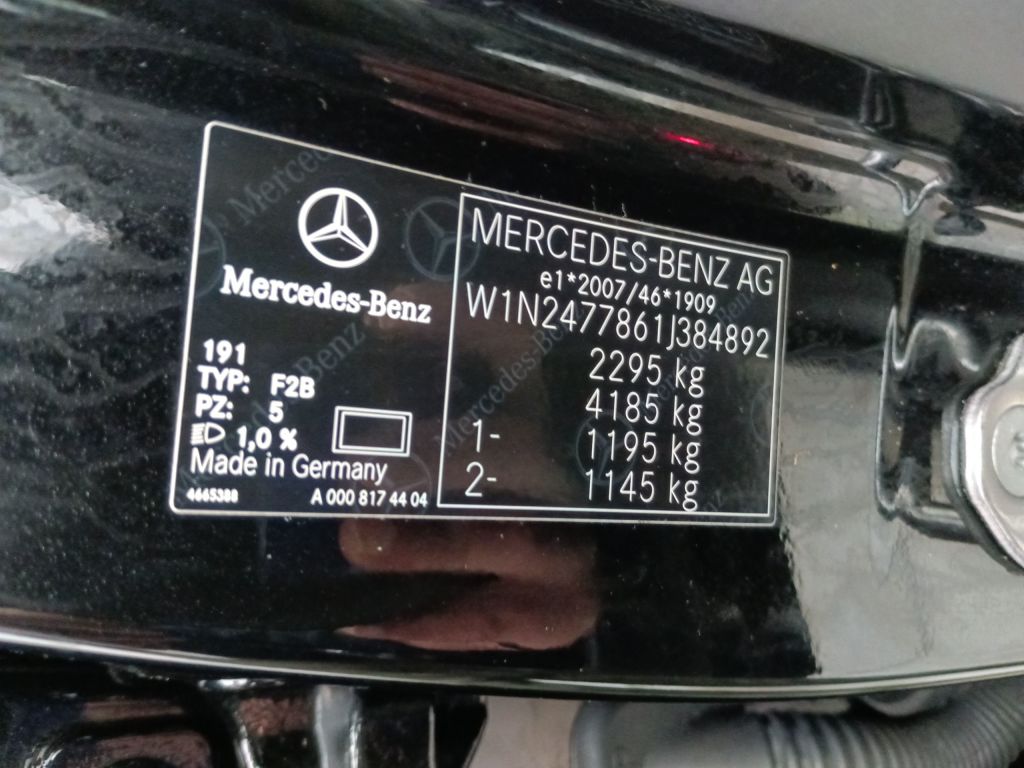 Mercedes-Benz
191
TYP: F2B
PZ: 5
1,0 %
Made in Germany
4665388
A 000 817 44 04
MERCEDES-BENZ AG
e1*2007/46*1909
W1N2477861J384892
2295 kg
4185 kg
1- 1195 kg
2- 1145 kg